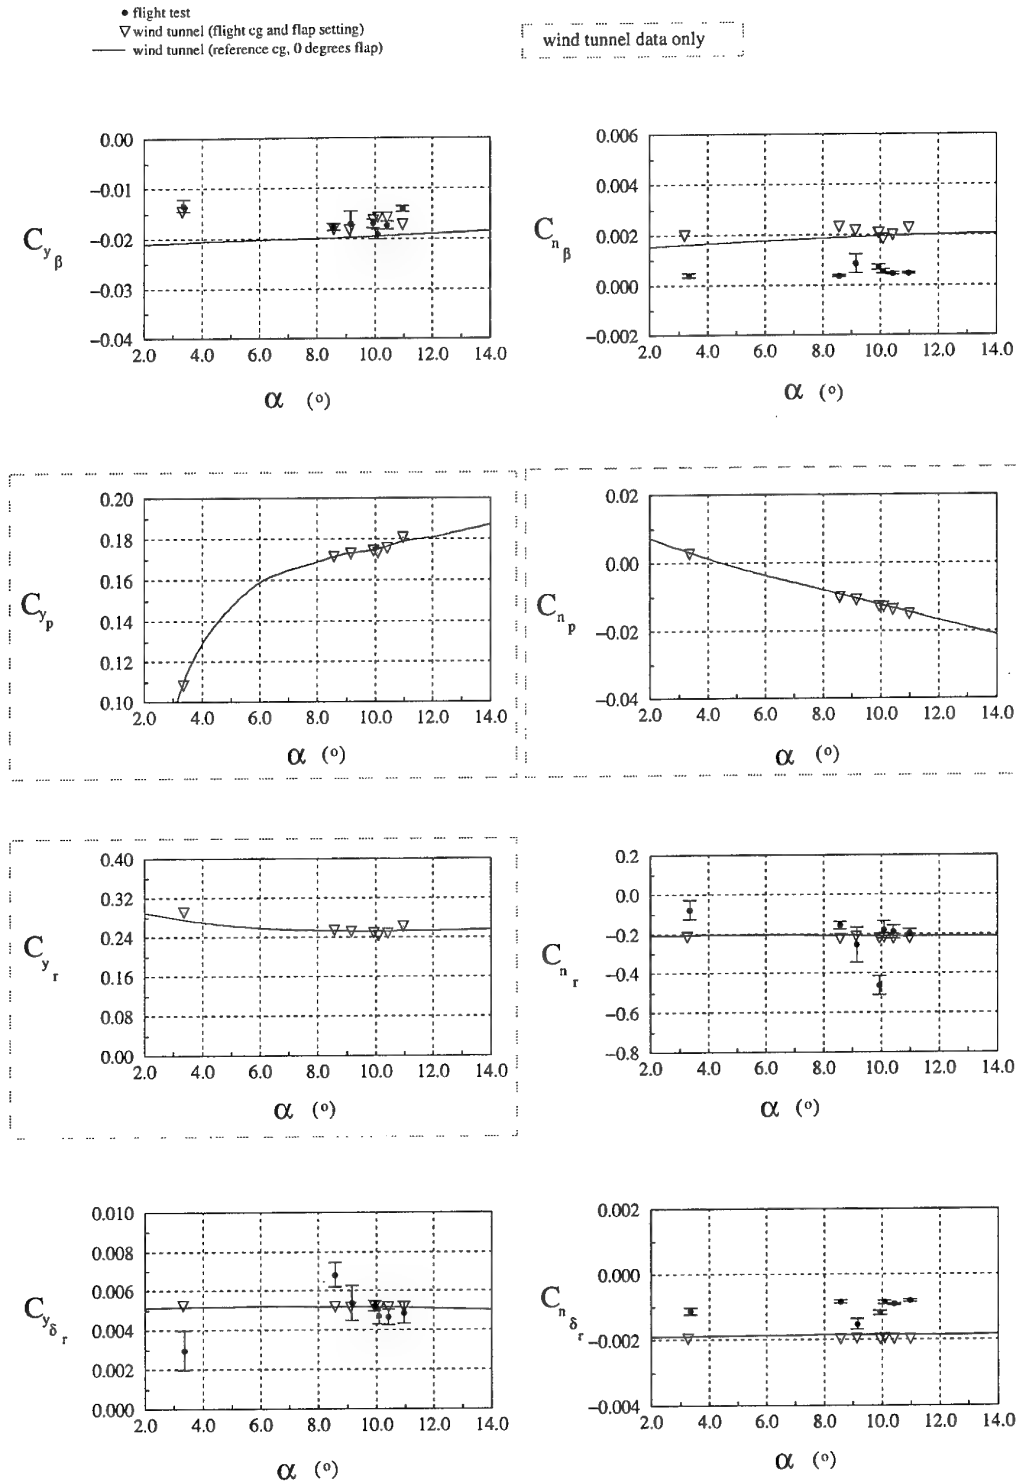 flight test
wind tunnel (flight cg and flap setting)
wind tunnel (reference cg, 0 degrees flap)
wind tunnel data only
0.00
−0.01
−0.02
−0.03
−0.04
C y β
2.0 4.0 6.0 8.0 10.0 12.0 14.0
α (o)
0.006
0.004
0.002
0.000
−0.002
C n β
2.0 4.0 6.0 8.0 10.0 12.0 14.0
α (o)
0.20
0.18
0.16
0.14
0.12
0.10
C y p
2.0 4.0 6.0 8.0 10.0 12.0 14.0
α (o)
0.02
0.00
−0.02
−0.04
C n p
2.0 4.0 6.0 8.0 10.0 12.0 14.0
α (o)
0.40
0.32
0.24
0.16
0.08
0.00
C y r
2.0 4.0 6.0 8.0 10.0 12.0 14.0
α (o)
0.2
0.0
−0.2
−0.4
−0.6
−0.8
C n r
2.0 4.0 6.0 8.0 10.0 12.0 14.0
α (o)
0.010
0.008
0.006
0.004
0.002
0.000
C y δ r
2.0 4.0 6.0 8.0 10.0 12.0 14.0
α (o)
0.002
0.000
−0.002
−0.004
C n δ r
2.0 4.0 6.0 8.0 10.0 12.0 14.0
α (o)